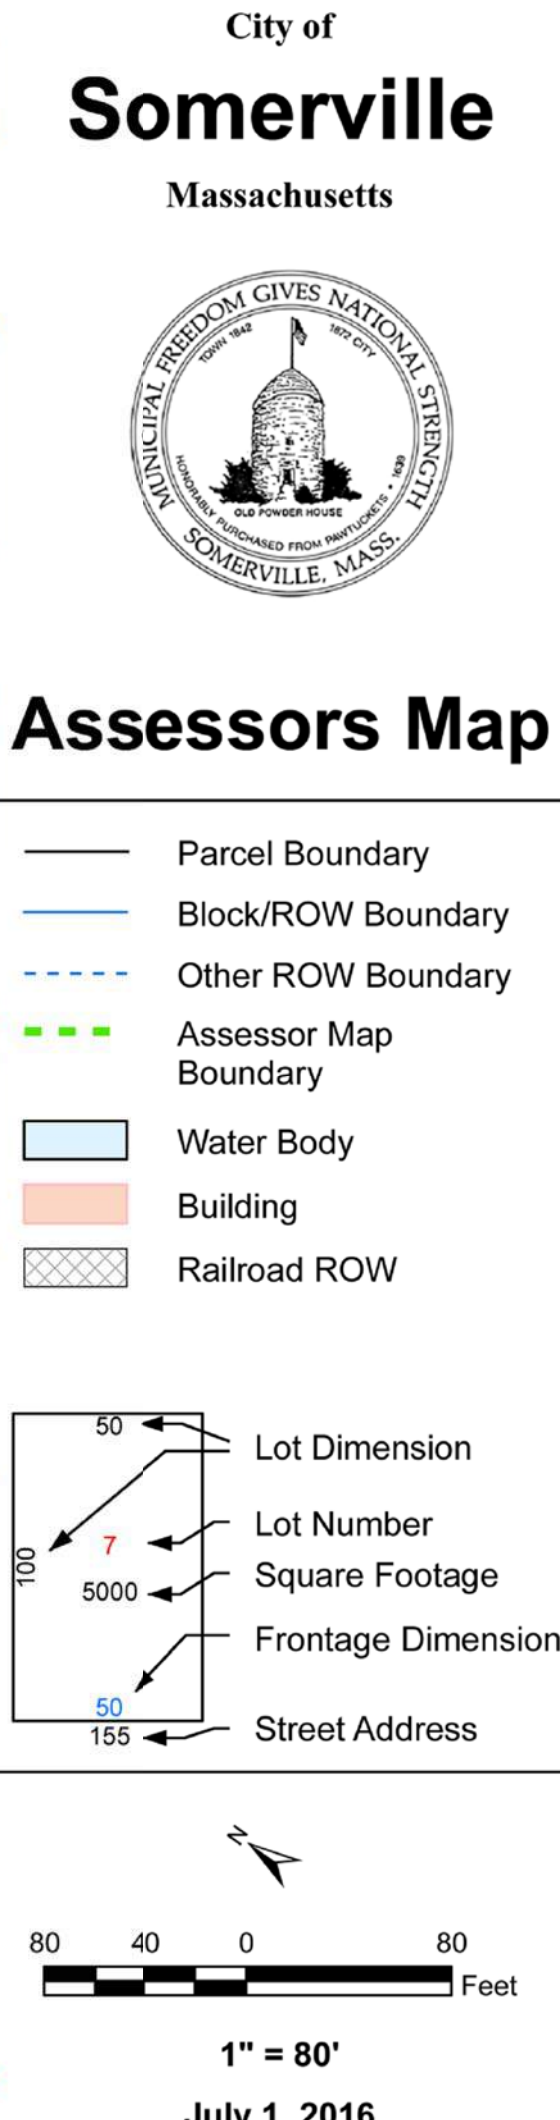 City of
Somerville
Massachusetts
MUNICIPAL FREEDOM GIVES NATIONAL STRENGTH
TOWN 1842
1872 CITY
OLD POWDER HOUSE
HONORABLY PURCHASED FROM PAWTUCKETS • 1639
SOMERVILLE, MASS.
Assessors Map
Parcel Boundary
Block/ROW Boundary
Other ROW Boundary
Assessor Map
Boundary
Water Body
Building
Railroad ROW
50
Lot Dimension
100
7
Lot Number
5000
Square Footage
Frontage Dimension
50
155
Street Address
N
80 40 0 80
Feet
1" = 80'
July 1, 2016